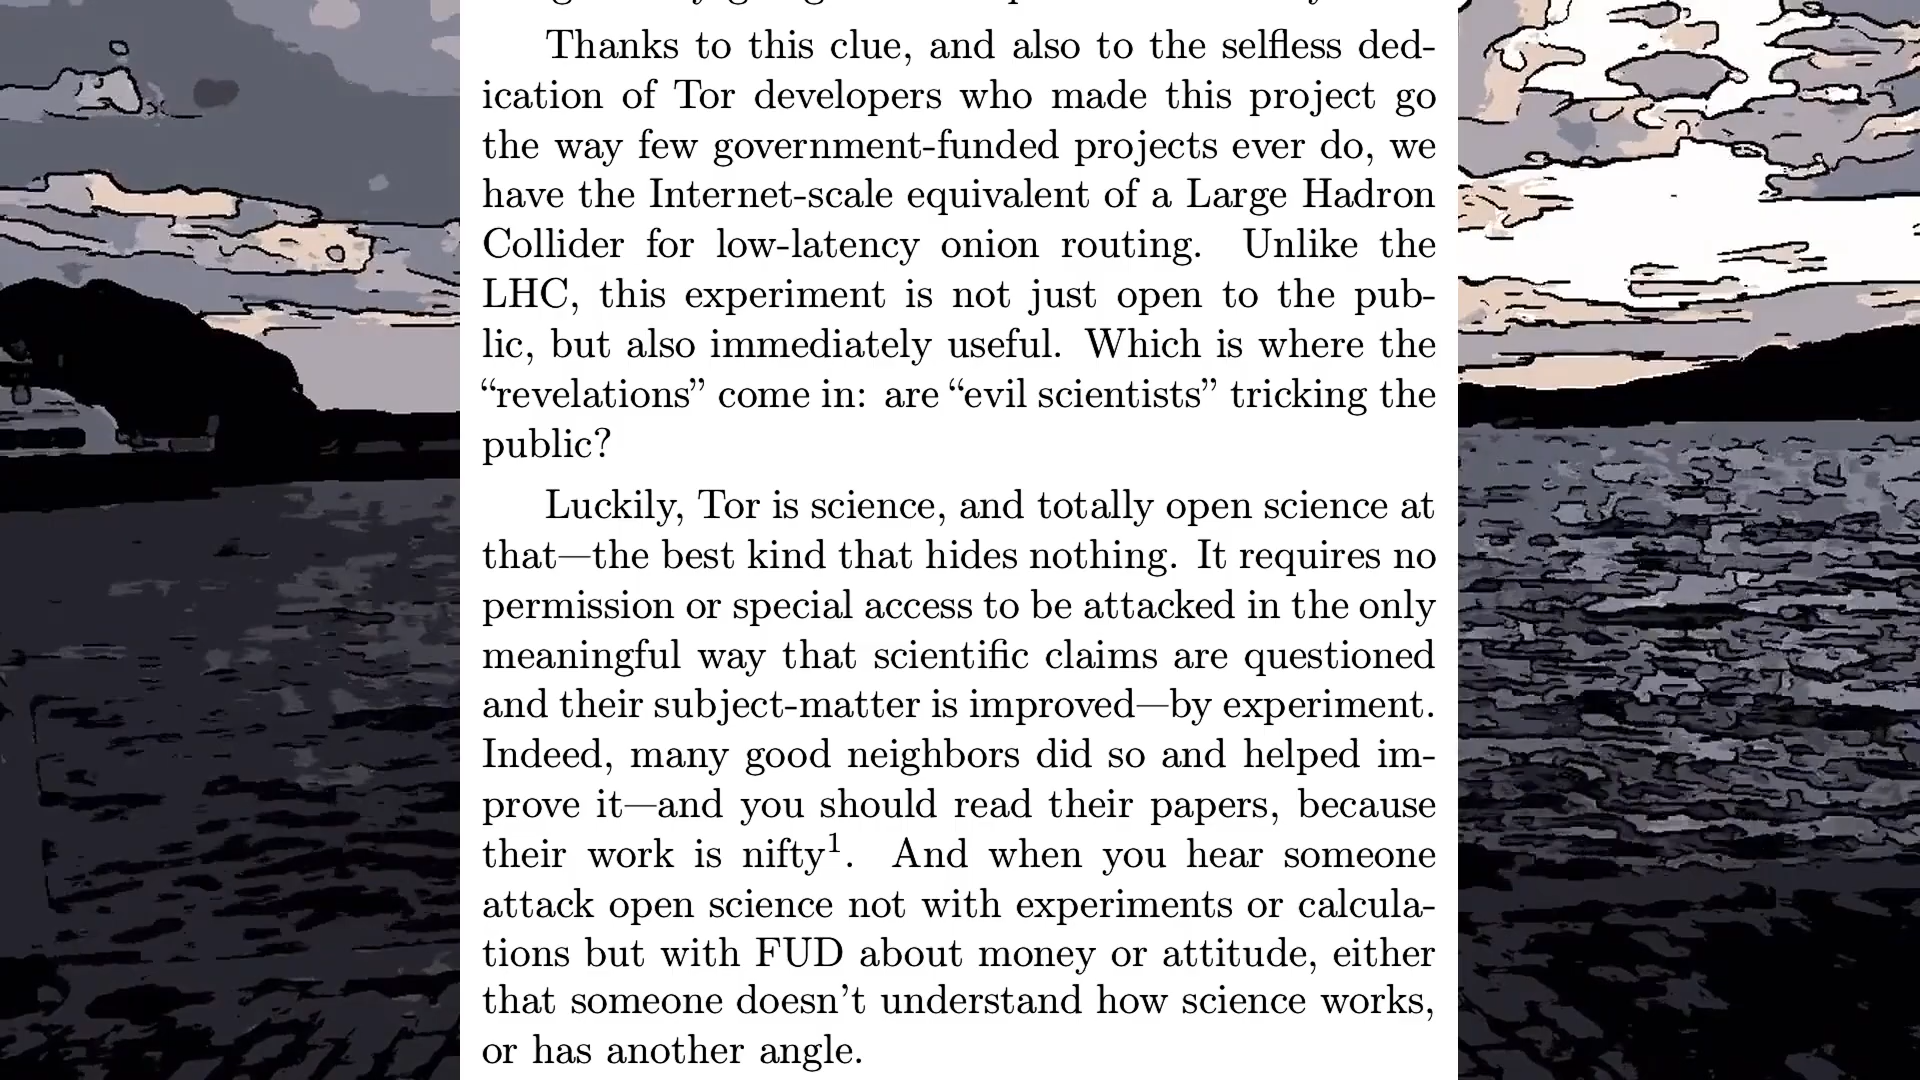 Thanks to this clue, and also to the selfless ded-
ication of Tor developers who made this project go
the way few government-funded projects ever do, we
have the Internet-scale equivalent of a Large Hadron
Collider for low-latency onion routing. Unlike the
LHC, this experiment is not just open to the pub-
lic, but also immediately useful. Which is where the
“revelations” come in: are “evil scientists” tricking the
public?
Luckily, Tor is science, and totally open science at
that—the best kind that hides nothing. It requires no
permission or special access to be attacked in the only
meaningful way that scientific claims are questioned
and their subject-matter is improved—by experiment.
Indeed, many good neighbors did so and helped im-
prove it—and you should read their papers, because
their work is nifty¹. And when you hear someone
attack open science not with experiments or calcula-
tions but with FUD about money or attitude, either
that someone doesn’t understand how science works,
or has another angle.